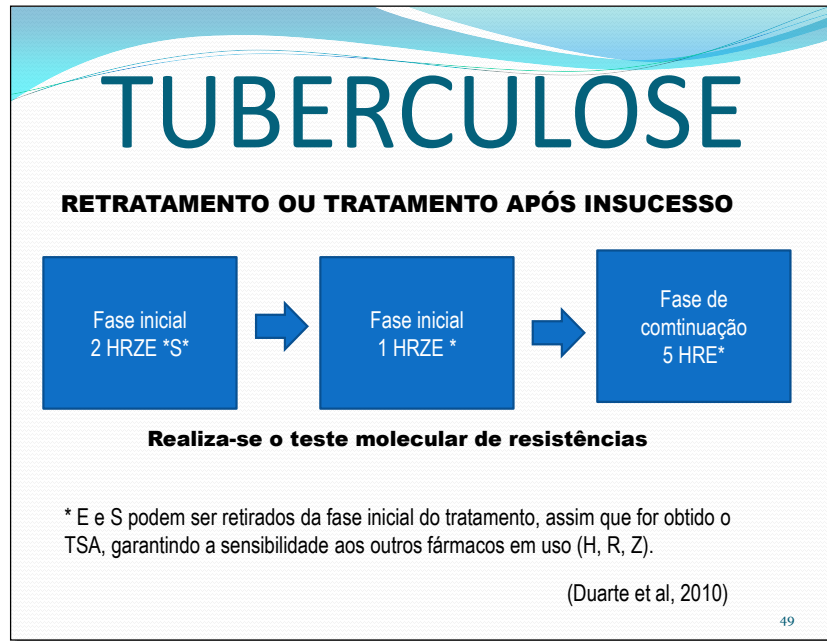 TUBERCULOSE
RETRATAMENTO OU TRATAMENTO APÓS INSUCESSO
Fase inicial
2 HRZE *S*
Fase inicial
1 HRZE *
Fase de
comtinuação
5 HRE*
Realiza-se o teste molecular de resistências
* E e S podem ser retirados da fase inicial do tratamento, assim que for obtido o
TSA, garantindo a sensibilidade aos outros fármacos em uso (H, R, Z).
(Duarte et al, 2010)
49